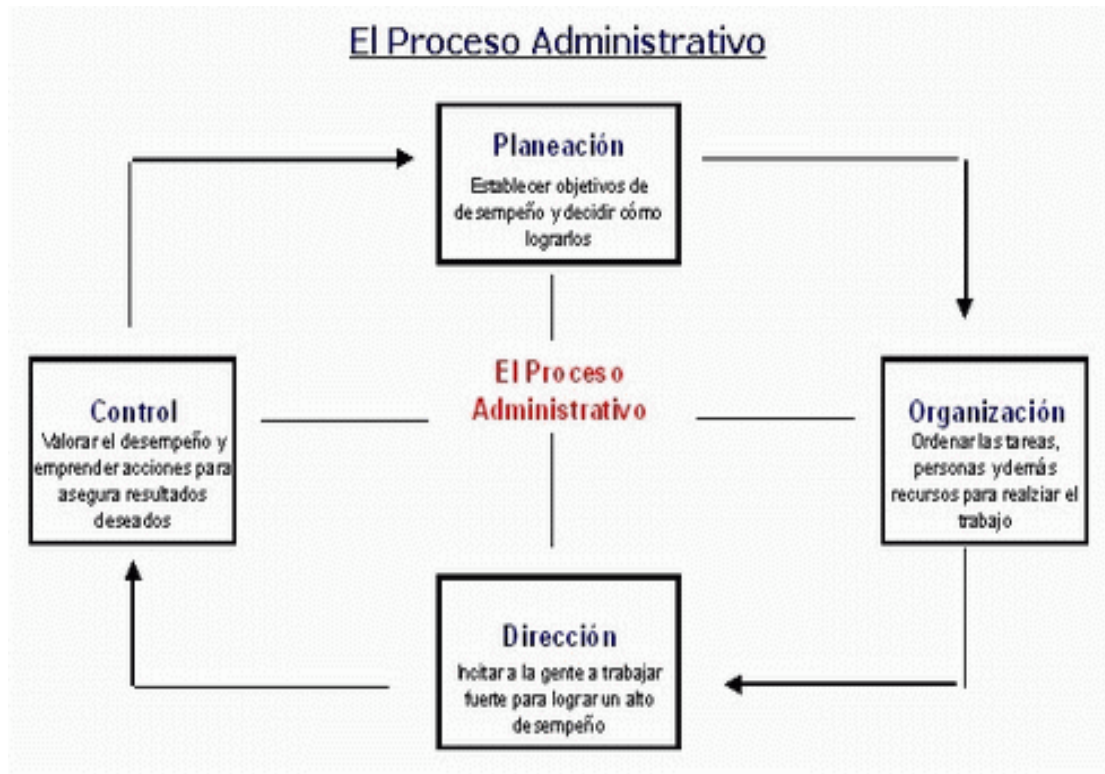 El Proceso Administrativo
Planeación
Establecer objetivos de
desempeño y decidir cómo
lograrlos
El Proceso
Administrativo
Control
Valorar el desempeño y
emprender acciones para
asegura resultados
deseados
Organización
Ordenar las tareas,
personas y demás
recursos para realziar el
trabajo
Dirección
Incitar a la gente a trabajar
fuerte para lograr un alto
desempeño